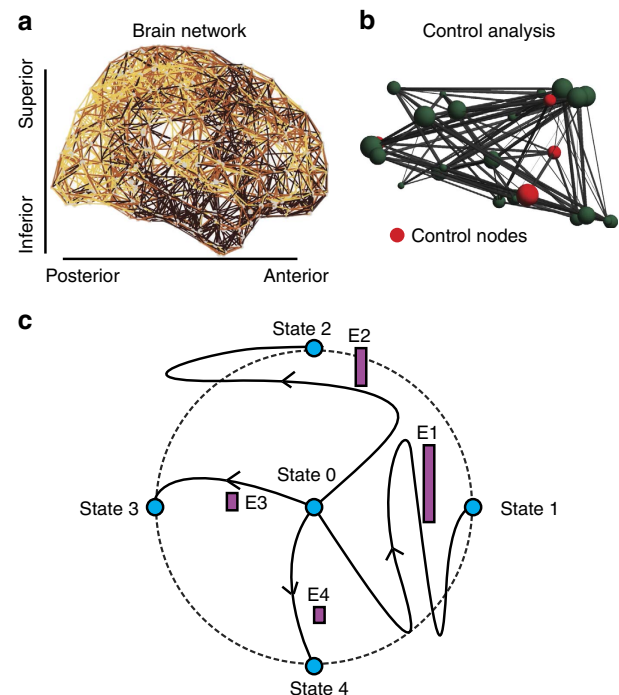 a
Brain network
Superior
Inferior
Posterior
Anterior
b
Control analysis
Control nodes
c
State 2
E2
E1
State 0
State 3
E3
State 1
E4
State 4